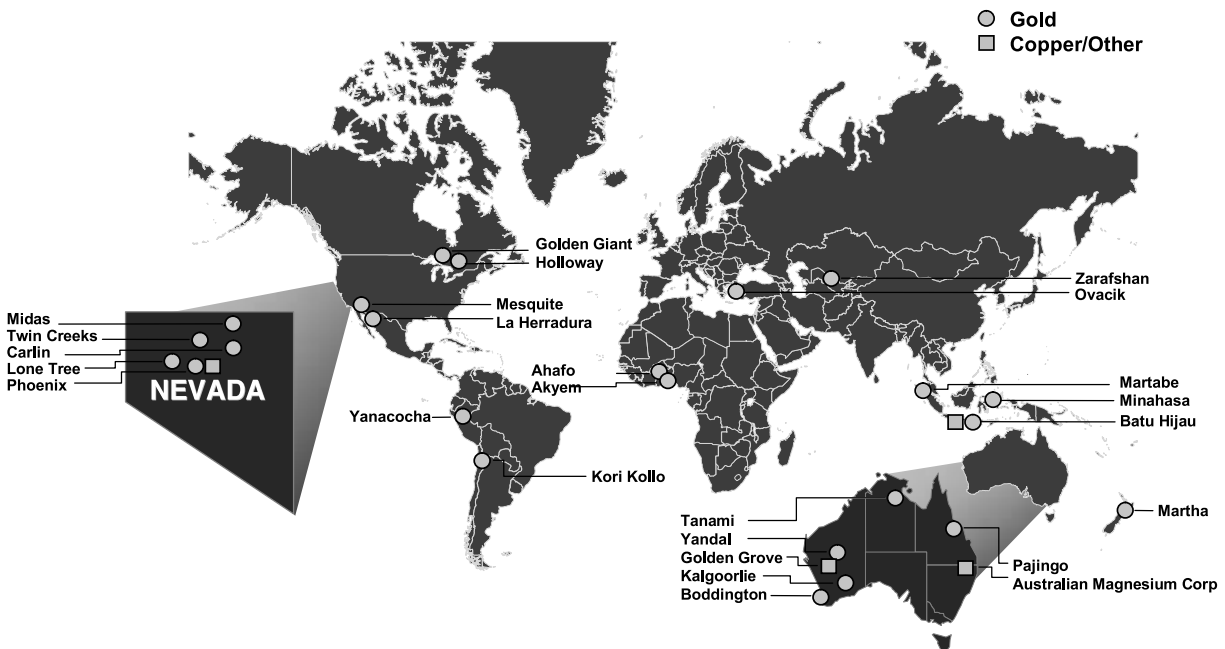 Gold
Copper/Other
Golden Giant
Holloway
Zarafshan
Ovacik
Mesquite
La Herradura
Midas
Twin Creeks
Carlin
Lone Tree
Phoenix
NEVADA
Ahafo
Akyem
Martabe
Minahasa
Batu Hijau
Yanacocha
Kori Kollo
Martha
Tanami
Yandal
Golden Grove
Kalgoorlie
Boddington
Pajingo
Australian Magnesium Corp